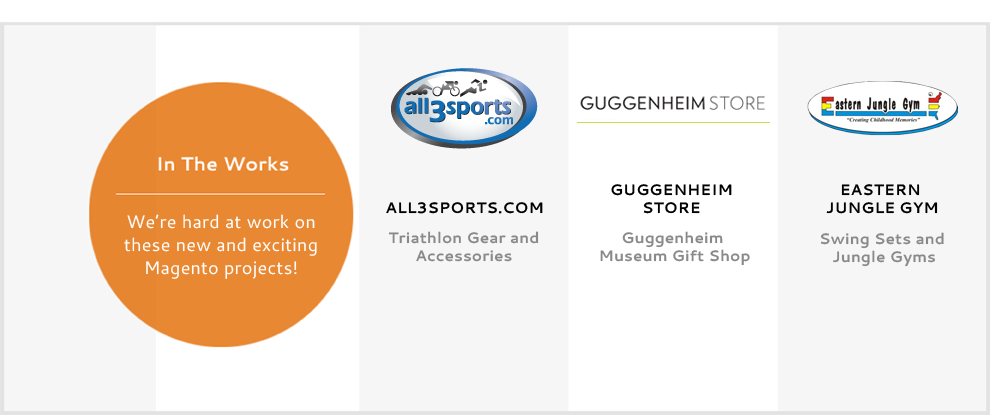 In The Works
We're hard at work on
these new and exciting
Magento projects!
all3sports
.com
ALL3SPORTS.COM
Triathlon Gear and
Accessories
GUGGENHEIM STORE
GUGGENHEIM
STORE
Guggenheim
Museum Gift Shop
Eastern Jungle Gym
"Creating Childhood Memories"
EASTERN
JUNGLE GYM
Swing Sets and
Jungle Gyms